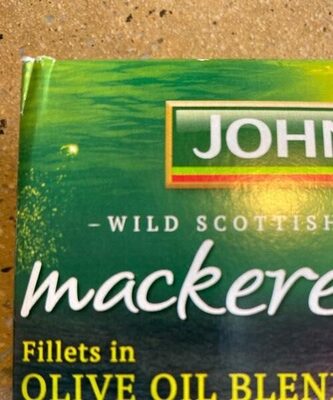 JOHN
– WILD SCOTTISH
mackere
Fillets in
OLIVE OIL BLEN